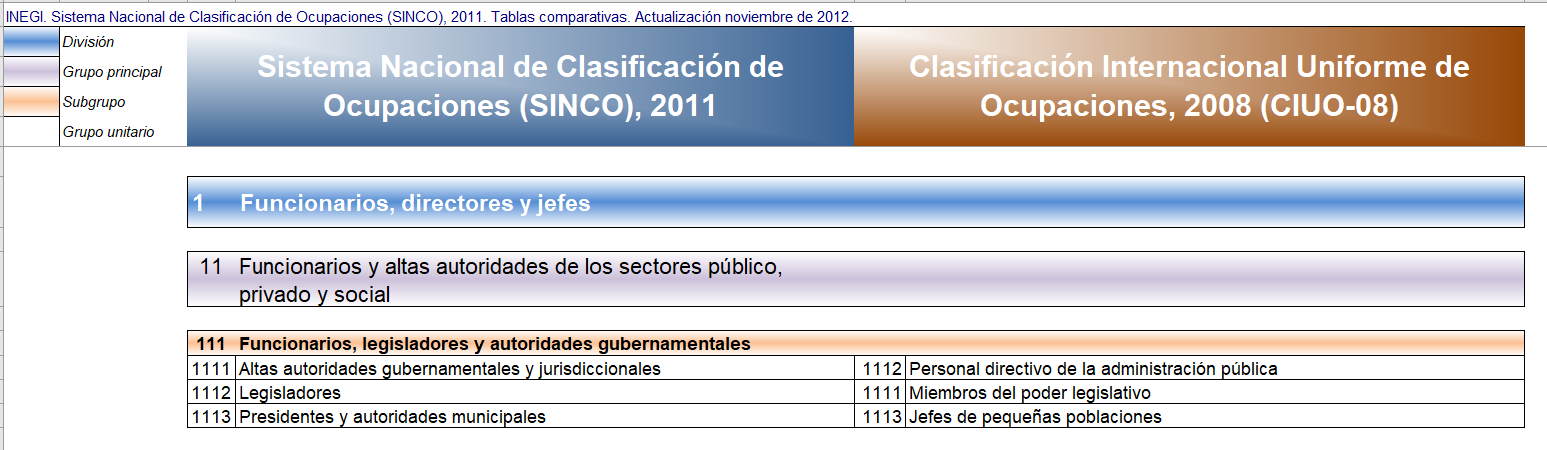 INEGI. Sistema Nacional de Clasificación de Ocupaciones (SINCO), 2011. Tablas comparativas. Actualización noviembre de 2012.
División
Grupo principal
Subgrupo
Grupo unitario
Sistema Nacional de Clasificación de
Ocupaciones (SINCO), 2011
Clasificación Internacional Uniforme de
Ocupaciones, 2008 (CIUO-08)
1 Funcionarios, directores y jefes
11 Funcionarios y altas autoridades de los sectores público,
privado y social
111 Funcionarios, legisladores y autoridades gubernamentales
1111 Altas autoridades gubernamentales y jurisdiccionales 1112 Personal directivo de la administración pública
1112 Legisladores 1111 Miembros del poder legislativo
1113 Presidentes y autoridades municipales 1113 Jefes de pequeñas poblaciones